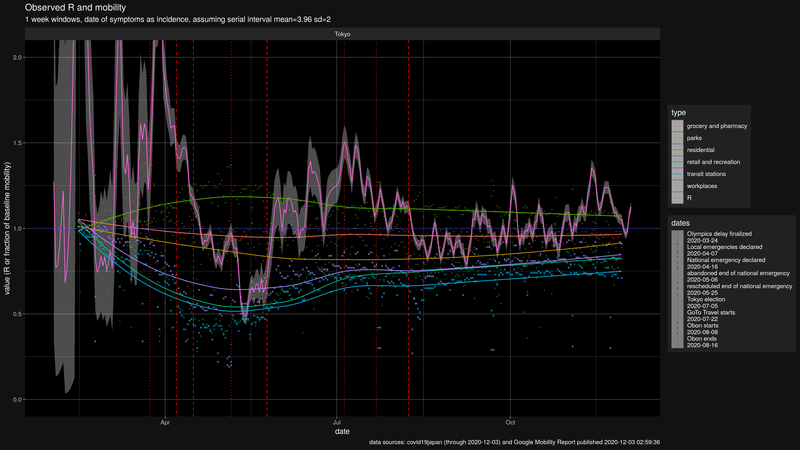 Observed R and mobility
1 week windows, date of symptoms as incidence, assuming serial interval mean=3.96 sd=2
Tokyo
value (R or fraction of baseline mobility)
2.0
1.5
1.0
0.5
0.0
Apr
Jul
Oct
date
type
grocery and pharmacy
parks
residential
retail and recreation
transit stations
workplaces
R
dates
Olympics delay finalized
2020-03-24
Local emergencies declared
2020-04-07
National emergency declared
2020-04-16
abandoned end of national emergency
2020-05-06
rescheduled end of national emergency
2020-05-25
Tokyo election
2020-07-05
GoTo Travel starts
2020-07-22
Obon starts
2020-08-08
Obon ends
2020-08-16
data sources: covid19japan (through 2020-12-03) and Google Mobility Report published 2020-12-03 02:59:36